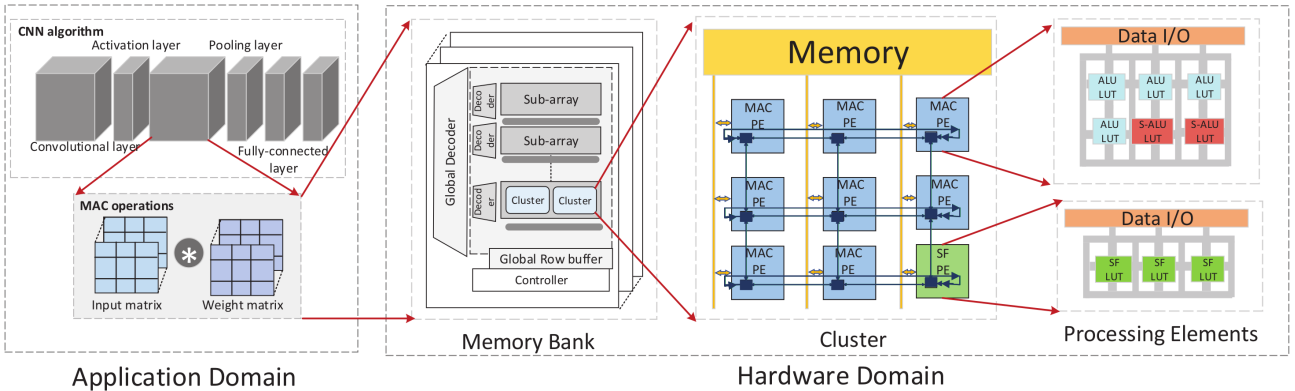 CNN algorithm
Activation layer
Pooling layer
Convolutional layer
Fully-connected
layer
MAC operations
*
Input matrix
Weight matrix
Application Domain
Global Decoder
Deco
der
Sub-array
Deco
der
Sub-array
Decod
er
Cluster
Cluster
Global Row buffer
Controller
Memory Bank
Memory
MAC
PE
MAC
PE
MAC
PE
MAC
PE
MAC
PE
MAC
PE
MAC
PE
MAC
PE
SF
PE
Cluster
Data I/O
ALU
LUT
ALU
LUT
ALU
LUT
ALU
LUT
S-ALU
LUT
S-ALU
LUT
Data I/O
SF
LUT
SF
LUT
SF
LUT
Processing Elements
Hardware Domain